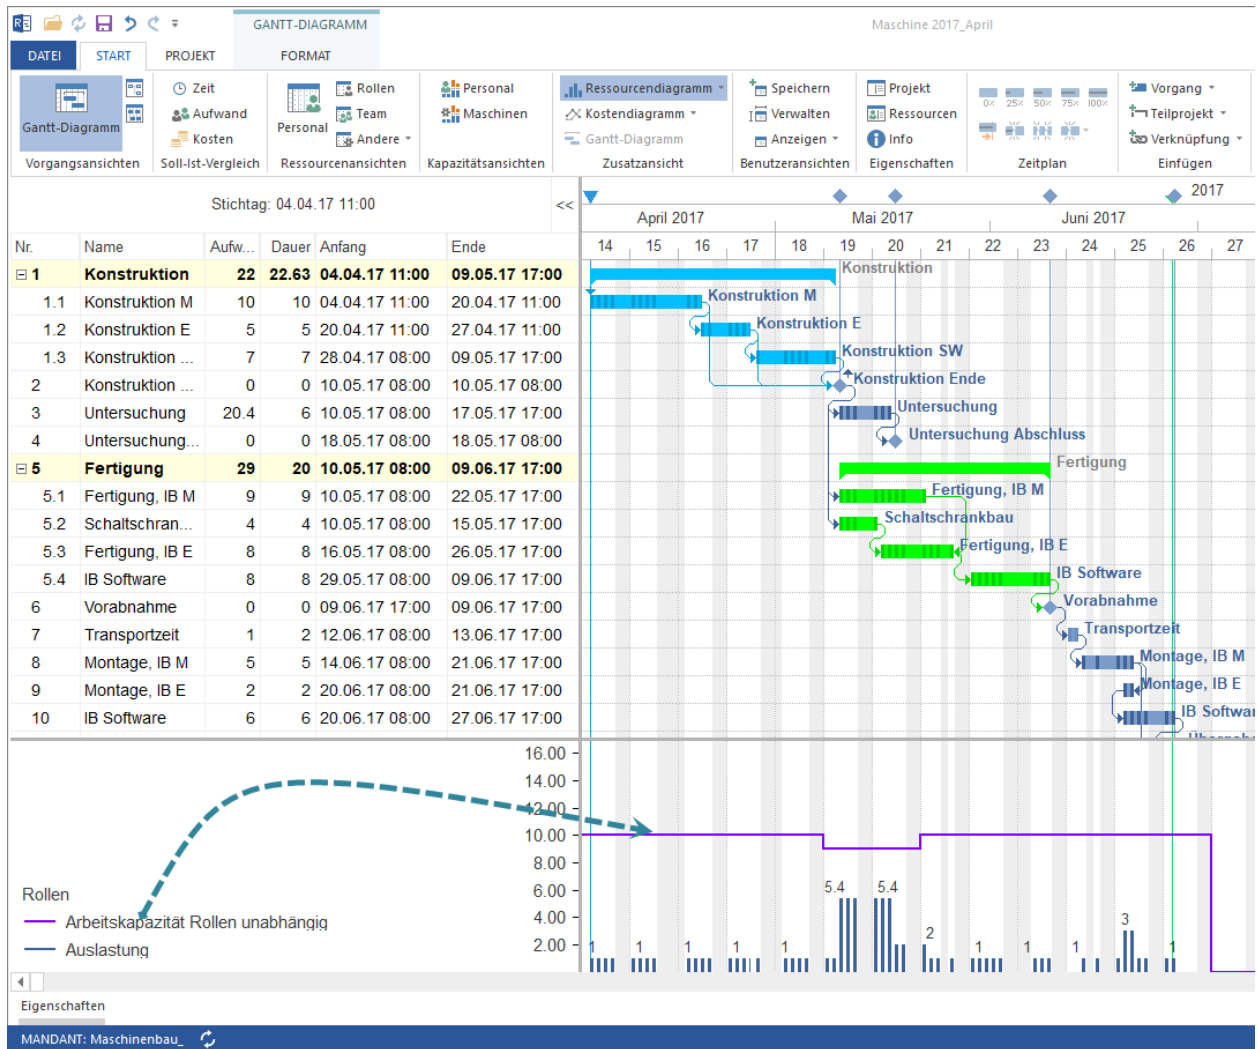 GANTT-DIAGRAMM
Maschine 2017_April
DATEI START PROJEKT FORMAT
Gantt-Diagramm
Zeit
Aufwand
Kosten
Personal
Rollen
Team
Andere
Personal
Maschinen
Ressourcendiagramm
Kostendiagramm
Gantt-Diagramm
Speichern
Verwalten
Anzeigen
Projekt
Ressourcen
Info
0% 25% 50% 75% 100%
Vorgang
Teilprojekt
Verknüpfung
Vorgangsansichten Soll-Ist-Vergleich Ressourcenansichten Kapazitätsansichten Zusatzansicht Benutzeransichten Eigenschaften Zeitplan Einfügen
Stichtag: 04.04.17 11:00 <<
2017
April 2017 Mai 2017 Juni 2017
Nr. Name Aufw... Dauer Anfang Ende
14 15 16 17 18 19 20 21 22 23 24 25 26 27
1 Konstruktion 22 22.63 04.04.17 11:00 09.05.17 17:00 Konstruktion
1.1 Konstruktion M 10 10 04.04.17 11:00 20.04.17 11:00 Konstruktion M
1.2 Konstruktion E 5 5 20.04.17 11:00 27.04.17 11:00 Konstruktion E
1.3 Konstruktion ... 7 7 28.04.17 08:00 09.05.17 17:00 Konstruktion SW
2 Konstruktion ... 0 0 10.05.17 08:00 10.05.17 08:00 Konstruktion Ende
3 Untersuchung 20.4 6 10.05.17 08:00 17.05.17 17:00 Untersuchung
4 Untersuchung... 0 0 18.05.17 08:00 18.05.17 08:00 Untersuchung Abschluss
5 Fertigung 29 20 10.05.17 08:00 09.06.17 17:00 Fertigung
5.1 Fertigung, IB M 9 9 10.05.17 08:00 22.05.17 17:00 Fertigung, IB M
5.2 Schaltschran... 4 4 10.05.17 08:00 15.05.17 17:00 Schaltschrankbau
5.3 Fertigung, IB E 8 8 16.05.17 08:00 26.05.17 17:00 Fertigung, IB E
5.4 IB Software 8 8 29.05.17 08:00 09.06.17 17:00 IB Software
6 Vorabnahme 0 0 09.06.17 17:00 09.06.17 17:00 Vorabnahme
7 Transportzeit 1 2 12.06.17 08:00 13.06.17 17:00 Transportzeit
8 Montage, IB M 5 5 14.06.17 08:00 21.06.17 17:00 Montage, IB M
9 Montage, IB E 2 2 20.06.17 08:00 21.06.17 17:00 Montage, IB E
10 IB Software 6 6 20.06.17 08:00 27.06.17 17:00 IB Softwar
16.00
14.00
12.00
10.00
8.00
6.00
4.00
2.00
Rollen
Arbeitskapazität Rollen unabhängig
Auslastung
5.4 5.4
3
2
1 1 1 1 1 1 1 1 1
Eigenschaften
MANDANT: Maschinenbau_